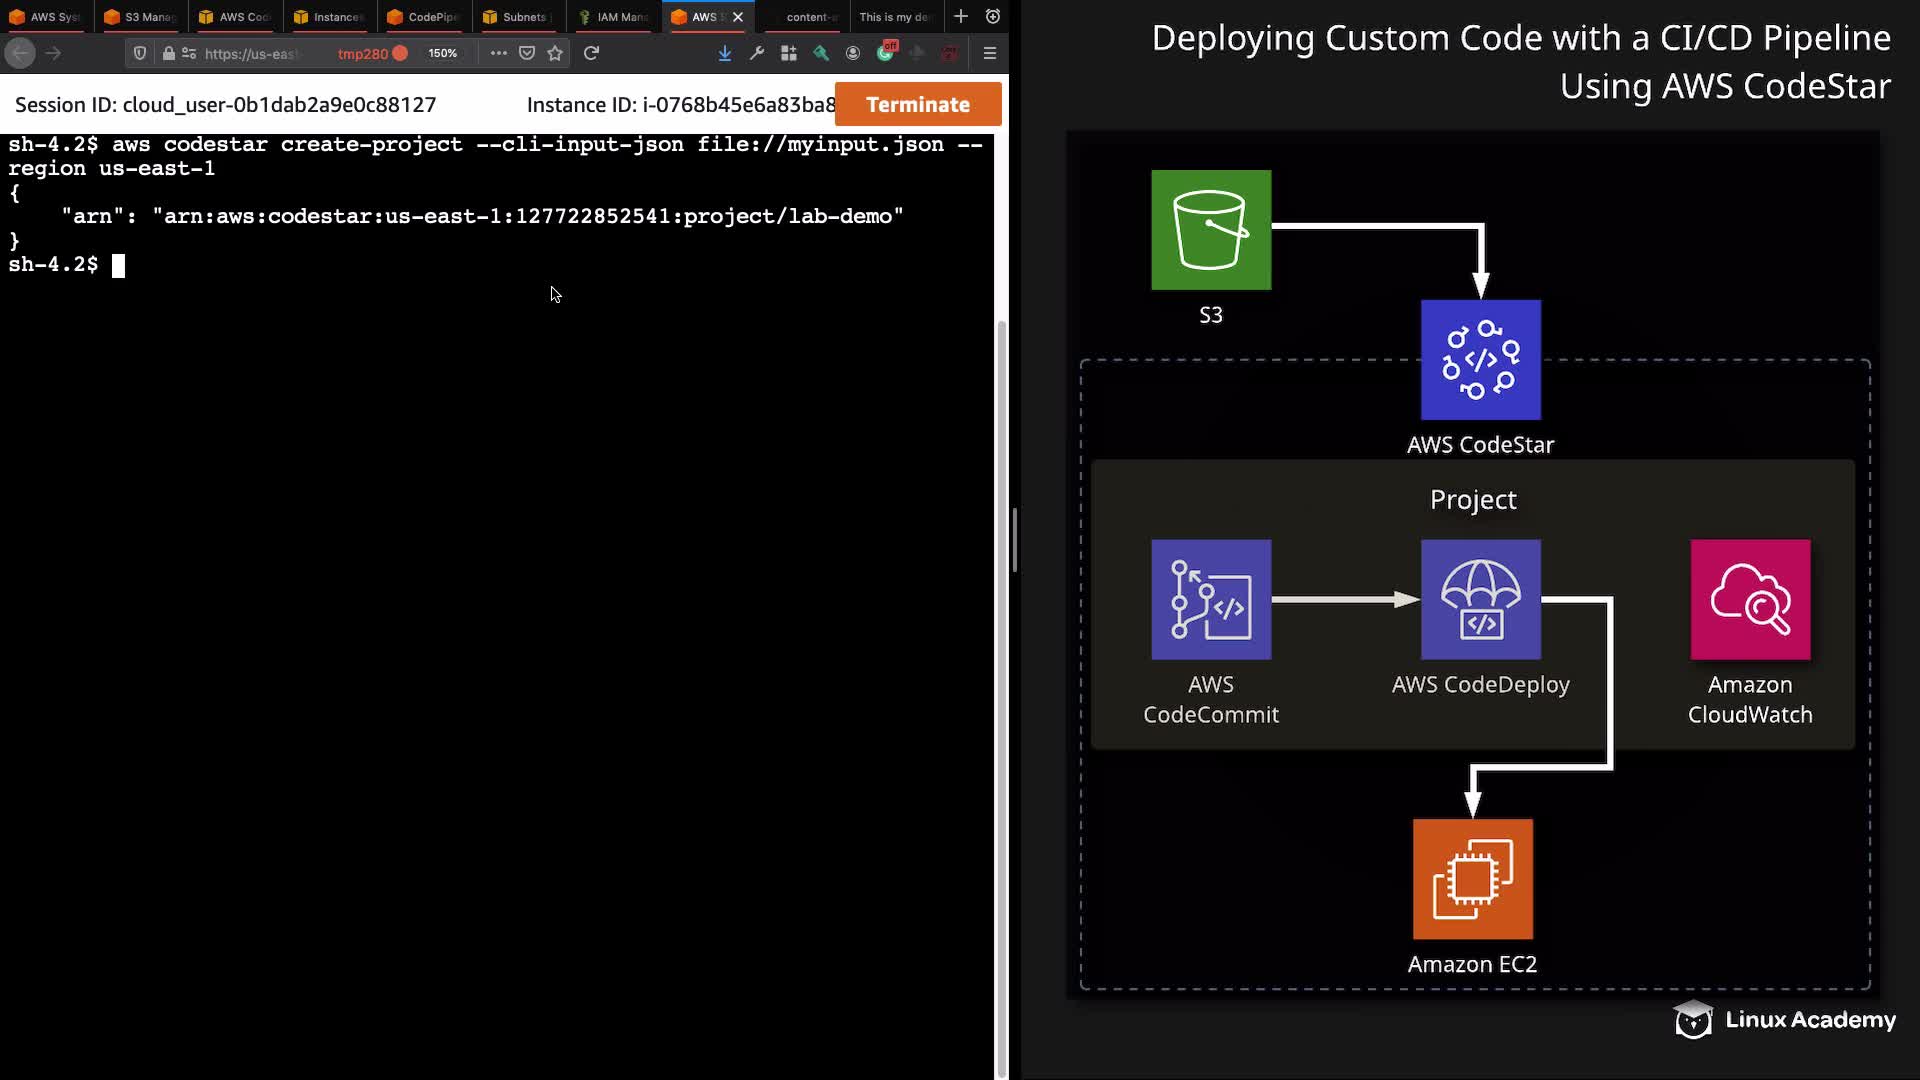 AWS Sys
S3 Mana
AWS Cod
Instances
CodePipe
Subnets
IAM Mana
AWS S
content-
This is my de
https://us-east
tmp280
150%
off
Session ID: cloud_user-0b1dab2a9e0c88127
Instance ID: i-0768b45e6a83ba8
Terminate
sh-4.2$ aws codestar create-project --cli-input-json file://myinput.json --
region us-east-1
{
"arn": "arn:aws:codestar:us-east-1:127722852541:project/lab-demo"
}
sh-4.2$
Deploying Custom Code with a CI/CD Pipeline
Using AWS CodeStar
S3
AWS CodeStar
Project
AWS
CodeCommit
AWS CodeDeploy
Amazon
CloudWatch
Amazon EC2
Linux Academy